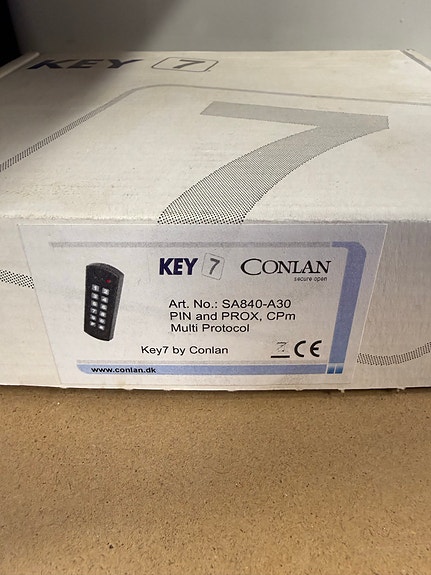 KEY 7
7
KEY 7 CONLAN
secure open
Art. No.: SA840-A30
PIN and PROX, CPm
Multi Protocol
Key7 by Conlan
CE
www.conlan.dk